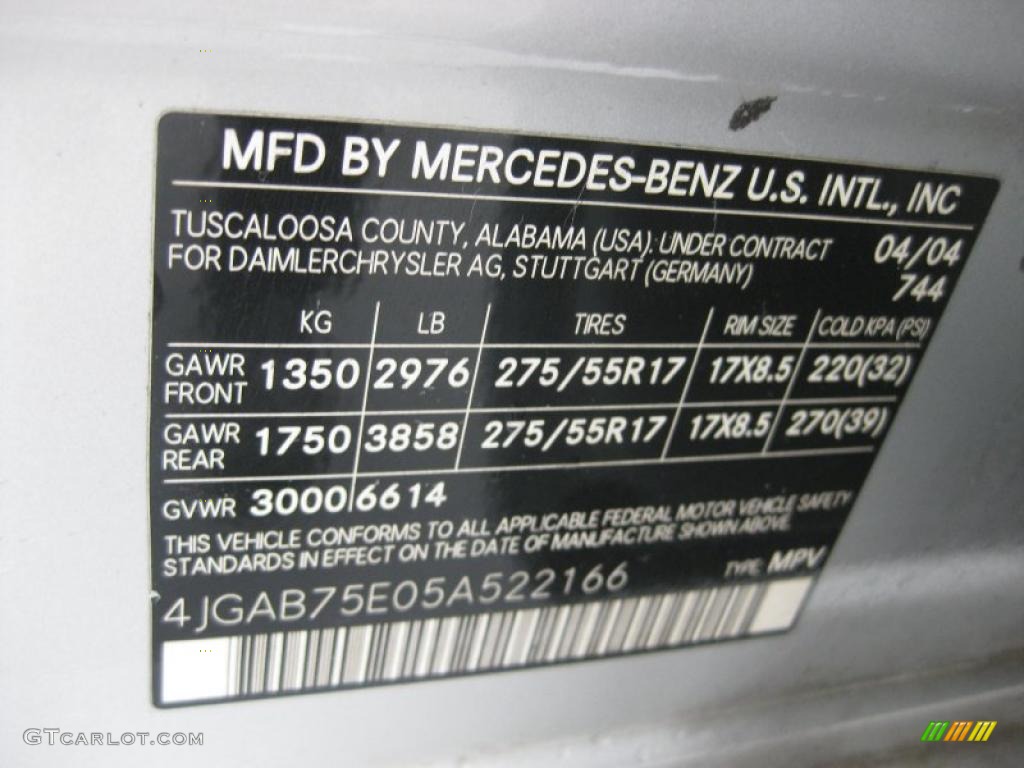 MFD BY MERCEDES-BENZ U.S. INTL., INC
TUSCALOOSA COUNTY, ALABAMA (USA). UNDER CONTRACT 04/04
FOR DAIMLERCHRYSLER AG, STUTTGART (GERMANY) 744
KG LB TIRES RIM SIZE COLD KPA (PSI)
GAWR FRONT 1350 2976 275/55R17 17X8.5 220(32)
GAWR REAR 1750 3858 275/55R17 17X8.5 270(39)
GVWR 3000 6614
THIS VEHICLE CONFORMS TO ALL APPLICABLE FEDERAL MOTOR VEHICLE SAFETY
STANDARDS IN EFFECT ON THE DATE OF MANUFACTURE SHOWN ABOVE.
4JGAB75E05A522166 TYPE: MPV
GTCARLOT.COM